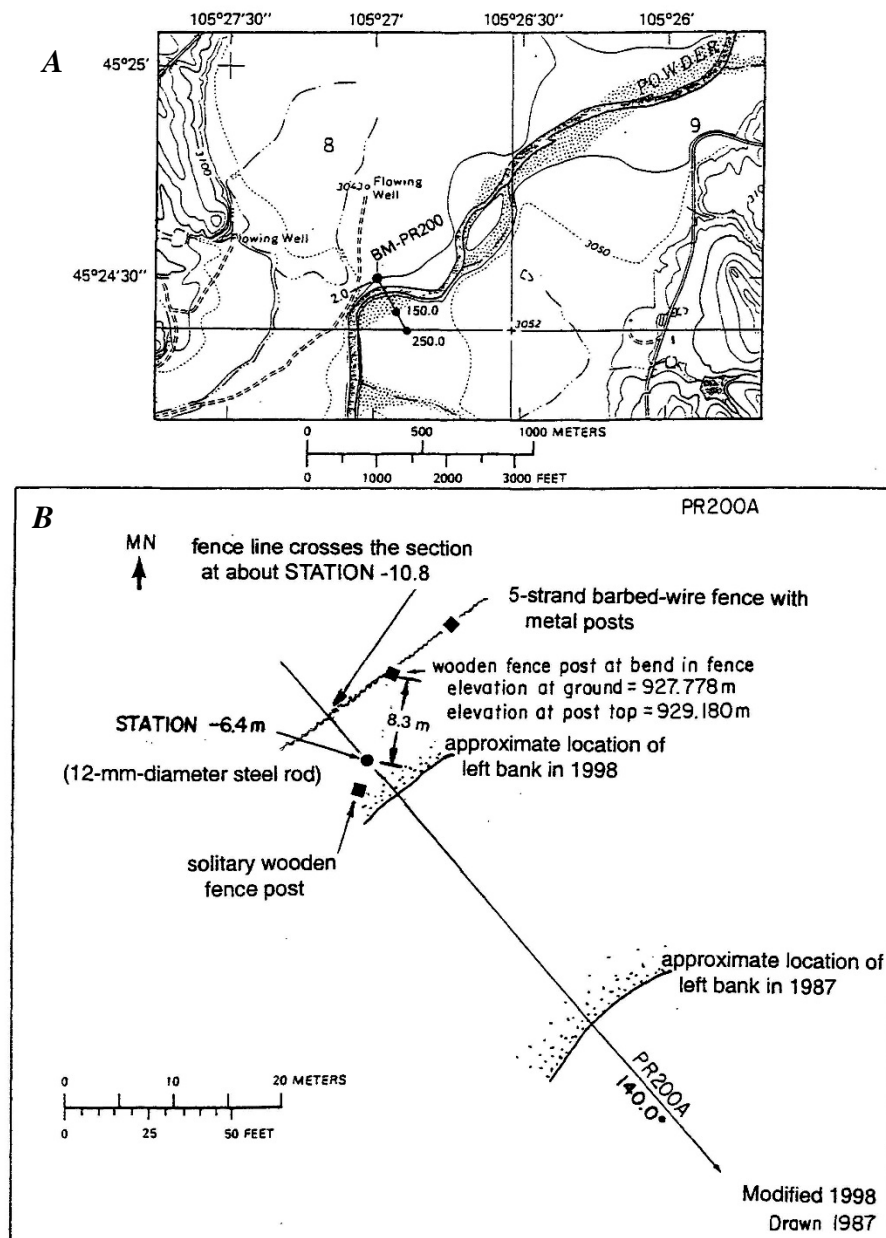 A
105°27'30"
105°27'
105°26'30"
105°26'
45°25'
POWDER
8
9
3100
3043
Flowing
Well
Flowing Well
BM-PR200
3050
45°24'30"
2.0
150.0
250.0
3052
0 500 1000 METERS
0 1000 2000 3000 FEET
B
PR200A
MN
fence line crosses the section
at about STATION -10.8
5-strand barbed-wire fence with
metal posts
wooden fence post at bend in fence
elevation at ground = 927.778m
elevation at post top = 929.180m
8.3 m
STATION -6.4 m
(12-mm-diameter steel rod)
approximate location of
left bank in 1998
solitary wooden
fence post
approximate location of
left bank in 1987
0 10 20 METERS
0 25 50 FEET
PR200A
140.0°
Modified 1998
Drawn 1987